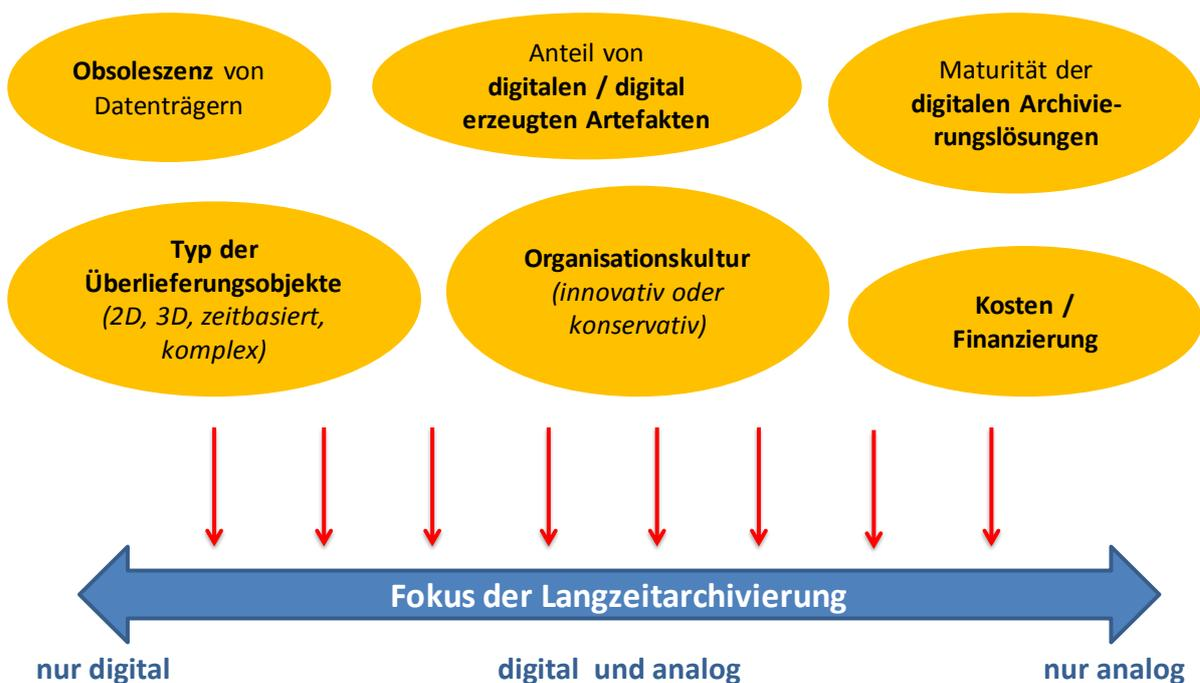 Obsoleszenz von
Datenträgern
Anteil von
digitalen / digital
erzeugten Artefakten
Maturität der
digitalen Archivie-
rungslösungen
Typ der
Überlieferungsobjekte
(2D, 3D, zeitbasiert,
komplex)
Organisationskultur
(innovativ oder
konservativ)
Kosten /
Finanzierung
Fokus der Langzeitarchivierung
nur digital
digital und analog
nur analog